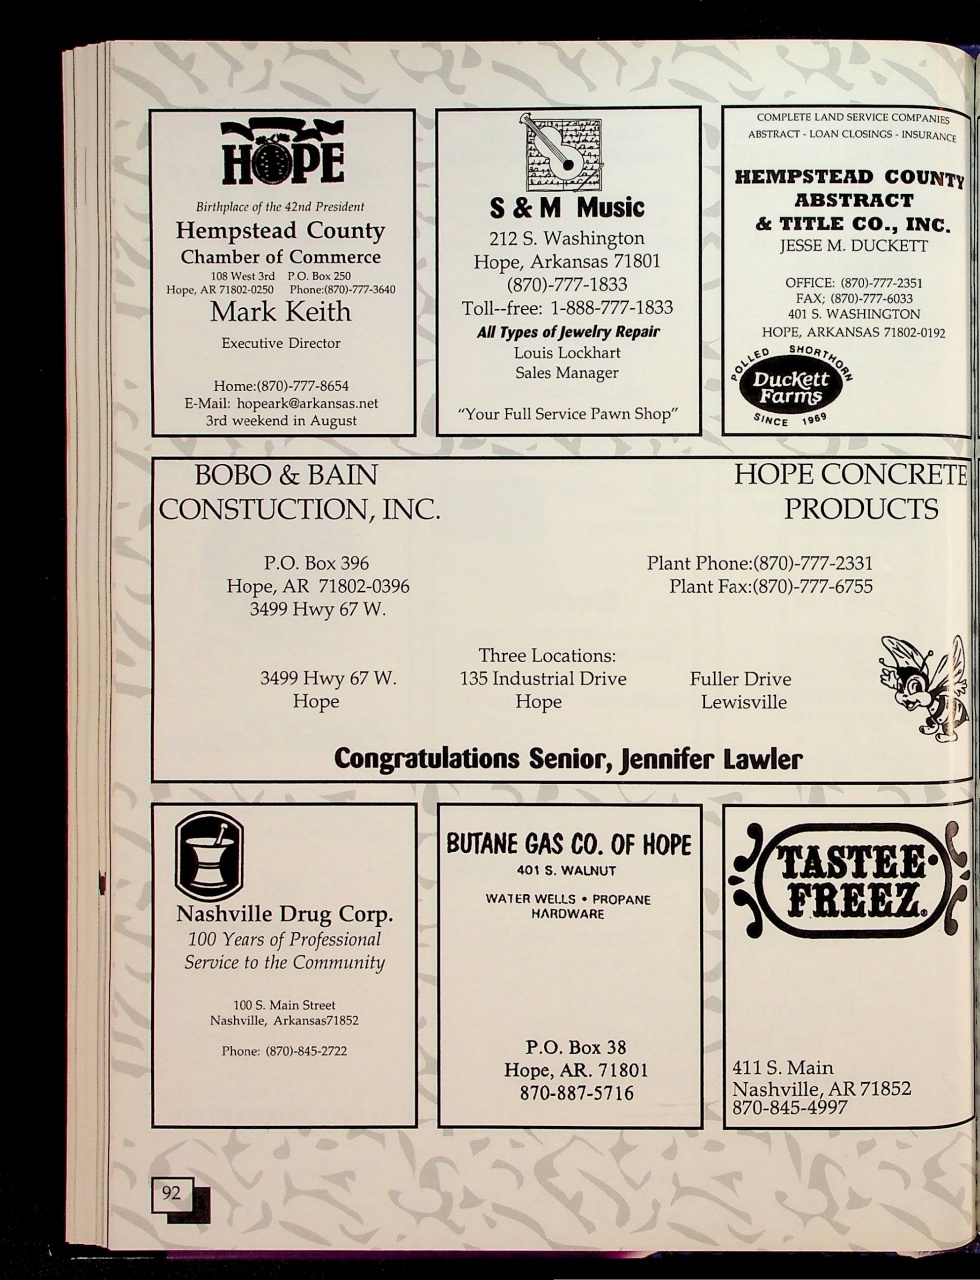 HOPE
Birthplace of the 42nd President
Hempstead County
Chamber of Commerce
108 West 3rd P.O. Box 250
Hope, AR 71802-0250 Phone:(870)-777-3640
Mark Keith
Executive Director
Home:(870)-777-8654
E-Mail: hopeark@arkansas.net
3rd weekend in August
S & M Music
212 S. Washington
Hope, Arkansas 71801
(870)-777-1833
Toll--free: 1-888-777-1833
All Types of Jewelry Repair
Louis Lockhart
Sales Manager
"Your Full Service Pawn Shop"
COMPLETE LAND SERVICE COMPANIES
ABSTRACT - LOAN CLOSINGS - INSURANCE
HEMPSTEAD COUNTY
ABSTRACT
& TITLE CO., INC.
JESSE M. DUCKETT
OFFICE: (870)-777-2351
FAX; (870)-777-6033
401 S. WASHINGTON
HOPE, ARKANSAS 71802-0192
POLLED SHORTHORN
Duckett
Farms
SINCE 1969
BOBO & BAIN
CONSTUCTION, INC.
HOPE CONCRETE
PRODUCTS
P.O. Box 396
Hope, AR 71802-0396
3499 Hwy 67 W.
Plant Phone:(870)-777-2331
Plant Fax:(870)-777-6755
Three Locations:
3499 Hwy 67 W.
Hope
135 Industrial Drive
Hope
Fuller Drive
Lewisville
Congratulations Senior, Jennifer Lawler
Nashville Drug Corp.
100 Years of Professional
Service to the Community
100 S. Main Street
Nashville, Arkansas71852
Phone: (870)-845-2722
BUTANE GAS CO. OF HOPE
401 S. WALNUT
WATER WELLS • PROPANE
HARDWARE
P.O. Box 38
Hope, AR. 71801
870-887-5716
TASTEE-
FREEZ®
411 S. Main
Nashville, AR 71852
870-845-4997
92